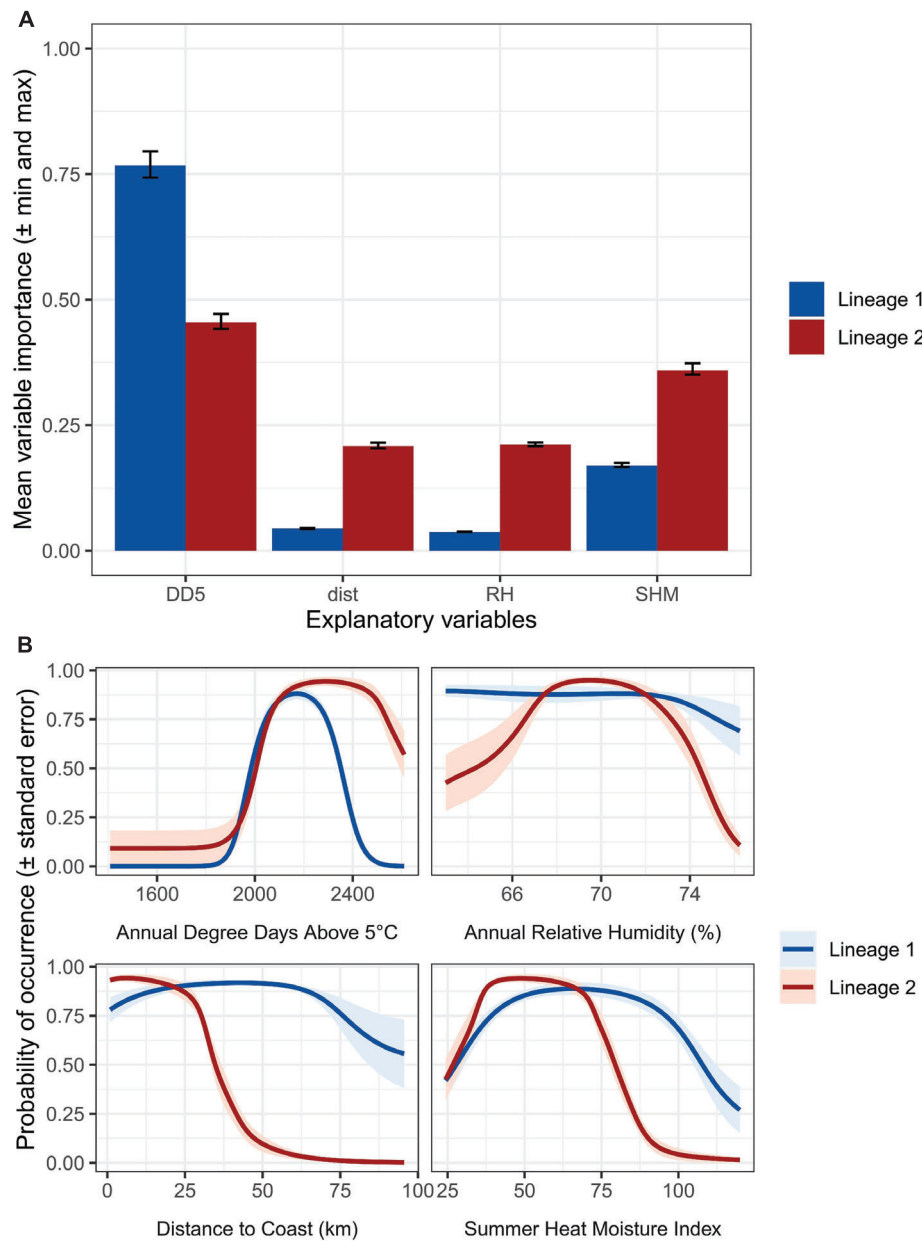 A
Mean variable importance (± min and max)
1.00
0.75
0.50
0.25
0.00
DD5 dist RH SHM
Explanatory variables
Lineage 1
Lineage 2
B
Probability of occurrence (± standard error)
1.00
0.75
0.50
0.25
0.00
1600 2000 2400
Annual Degree Days Above 5°C
66 70 74
Annual Relative Humidity (%)
1.00
0.75
0.50
0.25
0.00
0 25 50 75 100
Distance to Coast (km)
25 50 75 100
Summer Heat Moisture Index
Lineage 1
Lineage 2